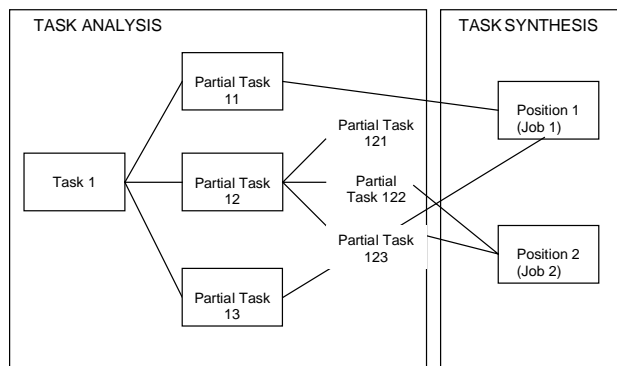 TASK ANALYSIS
TASK SYNTHESIS
Partial Task
11
Position 1
(Job 1)
Partial Task
121
Task 1
Partial Task
12
Partial
Task 122
Partial Task
123
Position 2
(Job 2)
Partial Task
13